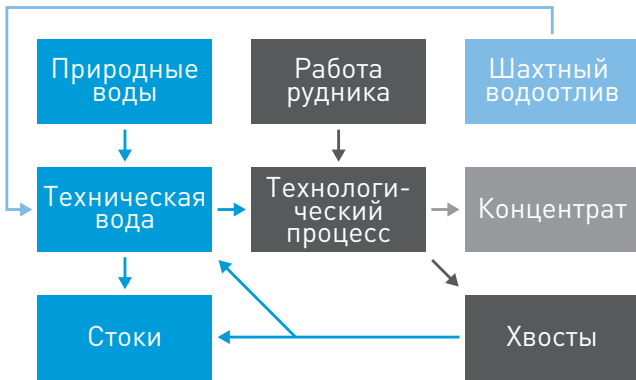 Природные
воды
Работа
рудника
Шахтный
водоотлив
Техническая
вода
Технологи-
ческий
процесс
Концентрат
Стоки
Хвосты